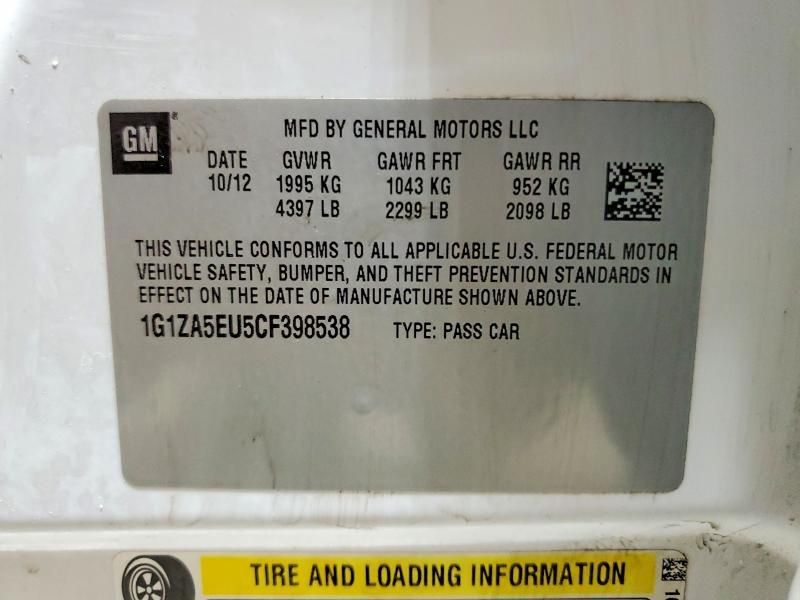 GM
MFD BY GENERAL MOTORS LLC
DATE GVWR GAWR FRT GAWR RR
10/12 1995 KG 1043 KG 952 KG
4397 LB 2299 LB 2098 LB
THIS VEHICLE CONFORMS TO ALL APPLICABLE U.S. FEDERAL MOTOR
VEHICLE SAFETY, BUMPER, AND THEFT PREVENTION STANDARDS IN
EFFECT ON THE DATE OF MANUFACTURE SHOWN ABOVE.
1G1ZA5EU5CF398538 TYPE: PASS CAR
TIRE AND LOADING INFORMATION